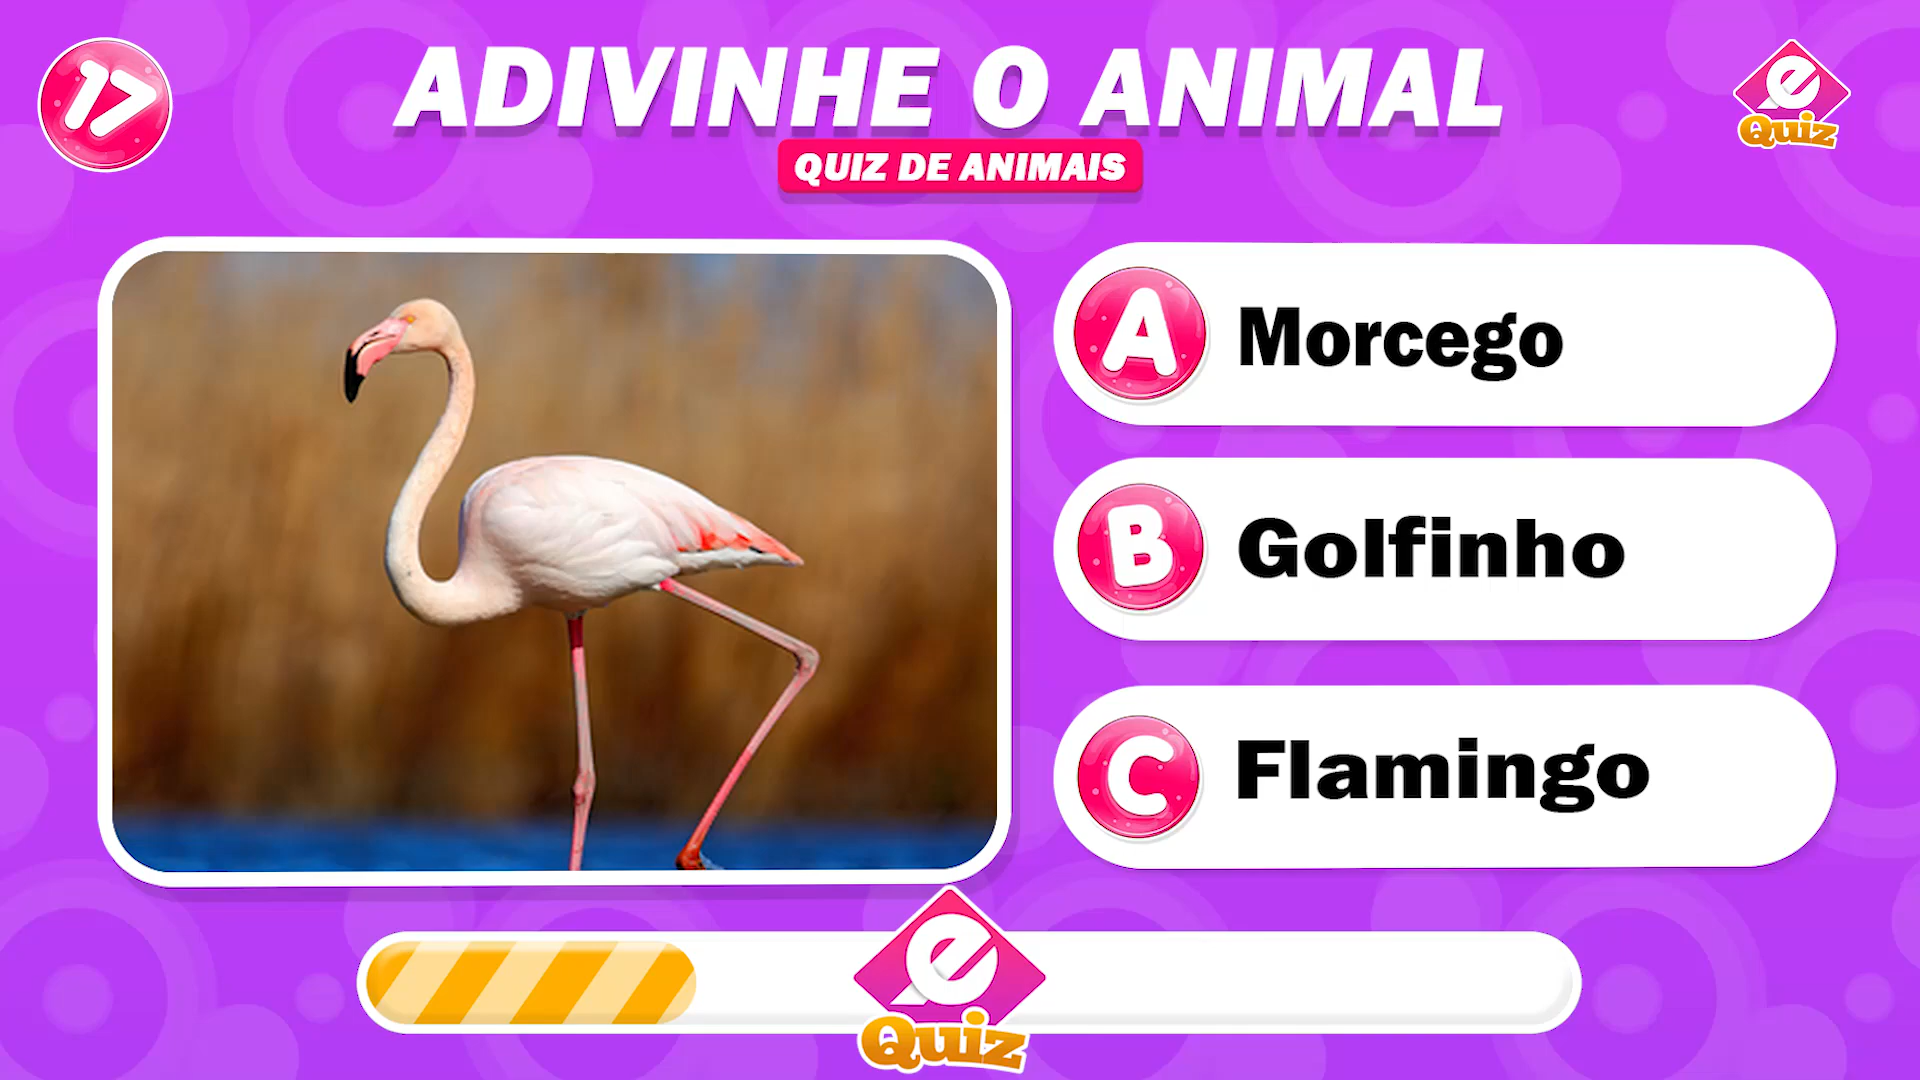 17
ADIVINHE O ANIMAL
QUIZ DE ANIMAIS
e
Quiz
A Morcego
B Golfinho
C Flamingo
e
Quiz